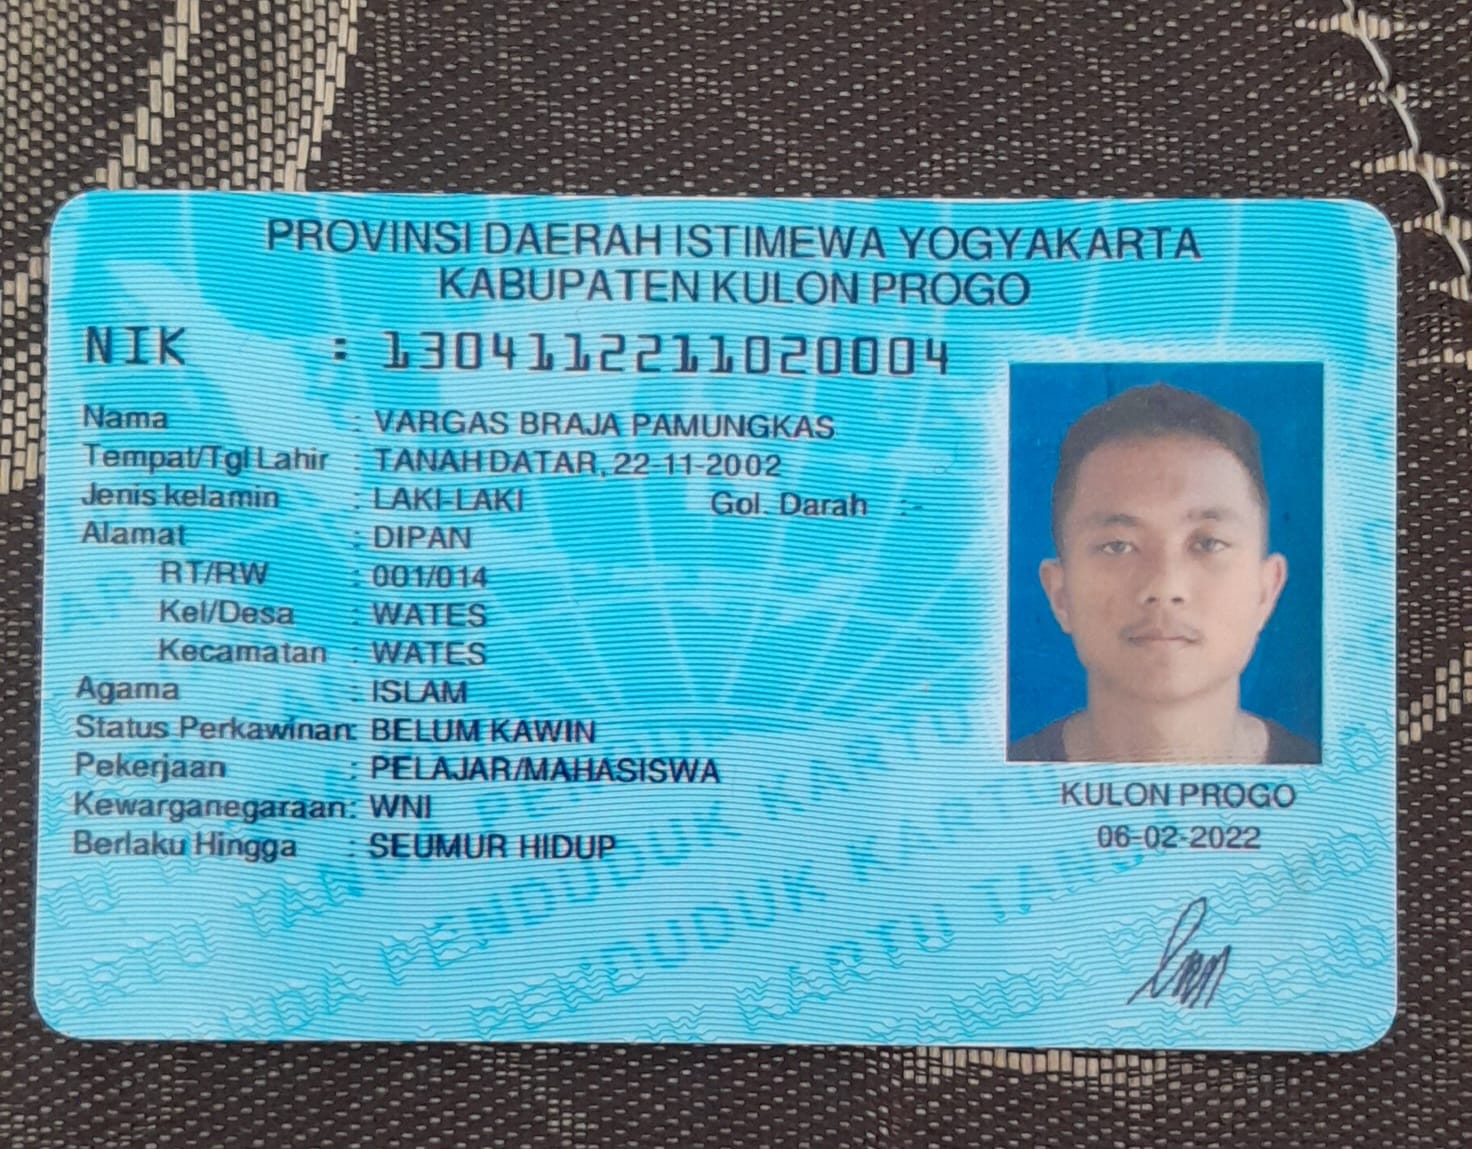 PROVINSI DAERAH ISTIMEWA YOGYAKARTA
KABUPATEN KULON PROGO
NIK : 1304112211020004
Nama : VARGAS BRAJA PAMUNGKAS
Tempat/Tgl Lahir : TANAH DATAR, 22-11-2002
Jenis kelamin : LAKI-LAKI Gol. Darah : -
Alamat : DIPAN
RT/RW : 001/014
Kel/Desa : WATES
Kecamatan : WATES
Agama : ISLAM
Status Perkawinan: BELUM KAWIN
Pekerjaan : PELAJAR/MAHASISWA
Kewarganegaraan: WNI
Berlaku Hingga : SEUMUR HIDUP
KULON PROGO
06-02-2022